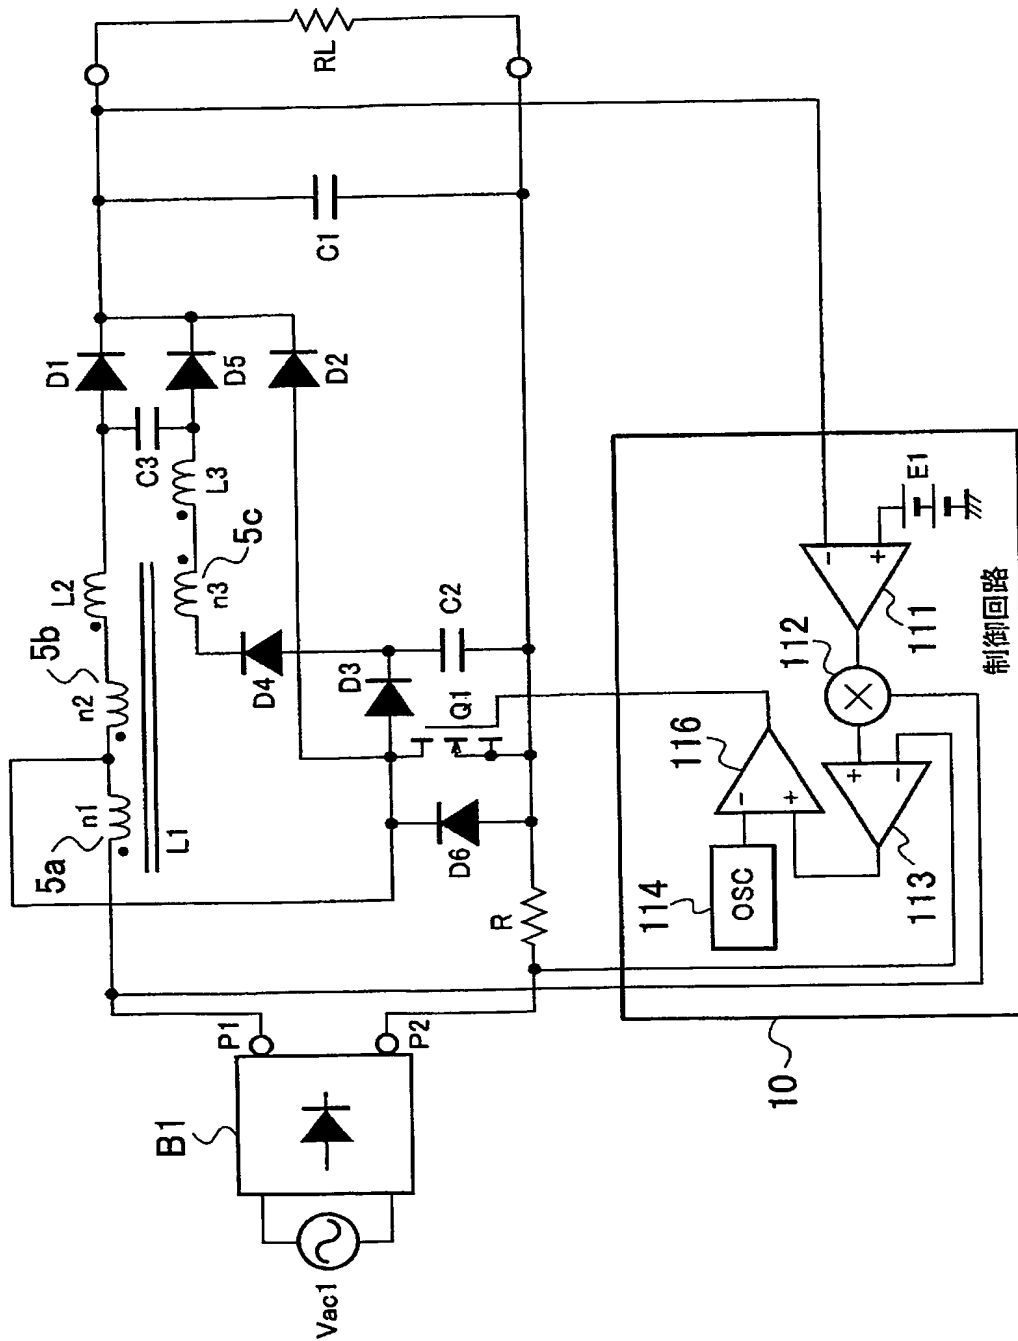 RL
C1
D1
D5
D2
C3
L3
5c
n3
L2
5b
n2
n1
5a
L1
D4
D3
C2
Q1
D6
R
P1
P2
B1
Vac1
10
制御回路
E1
-
+
111
112
×
+
-
113
116
-
+
114
OSC